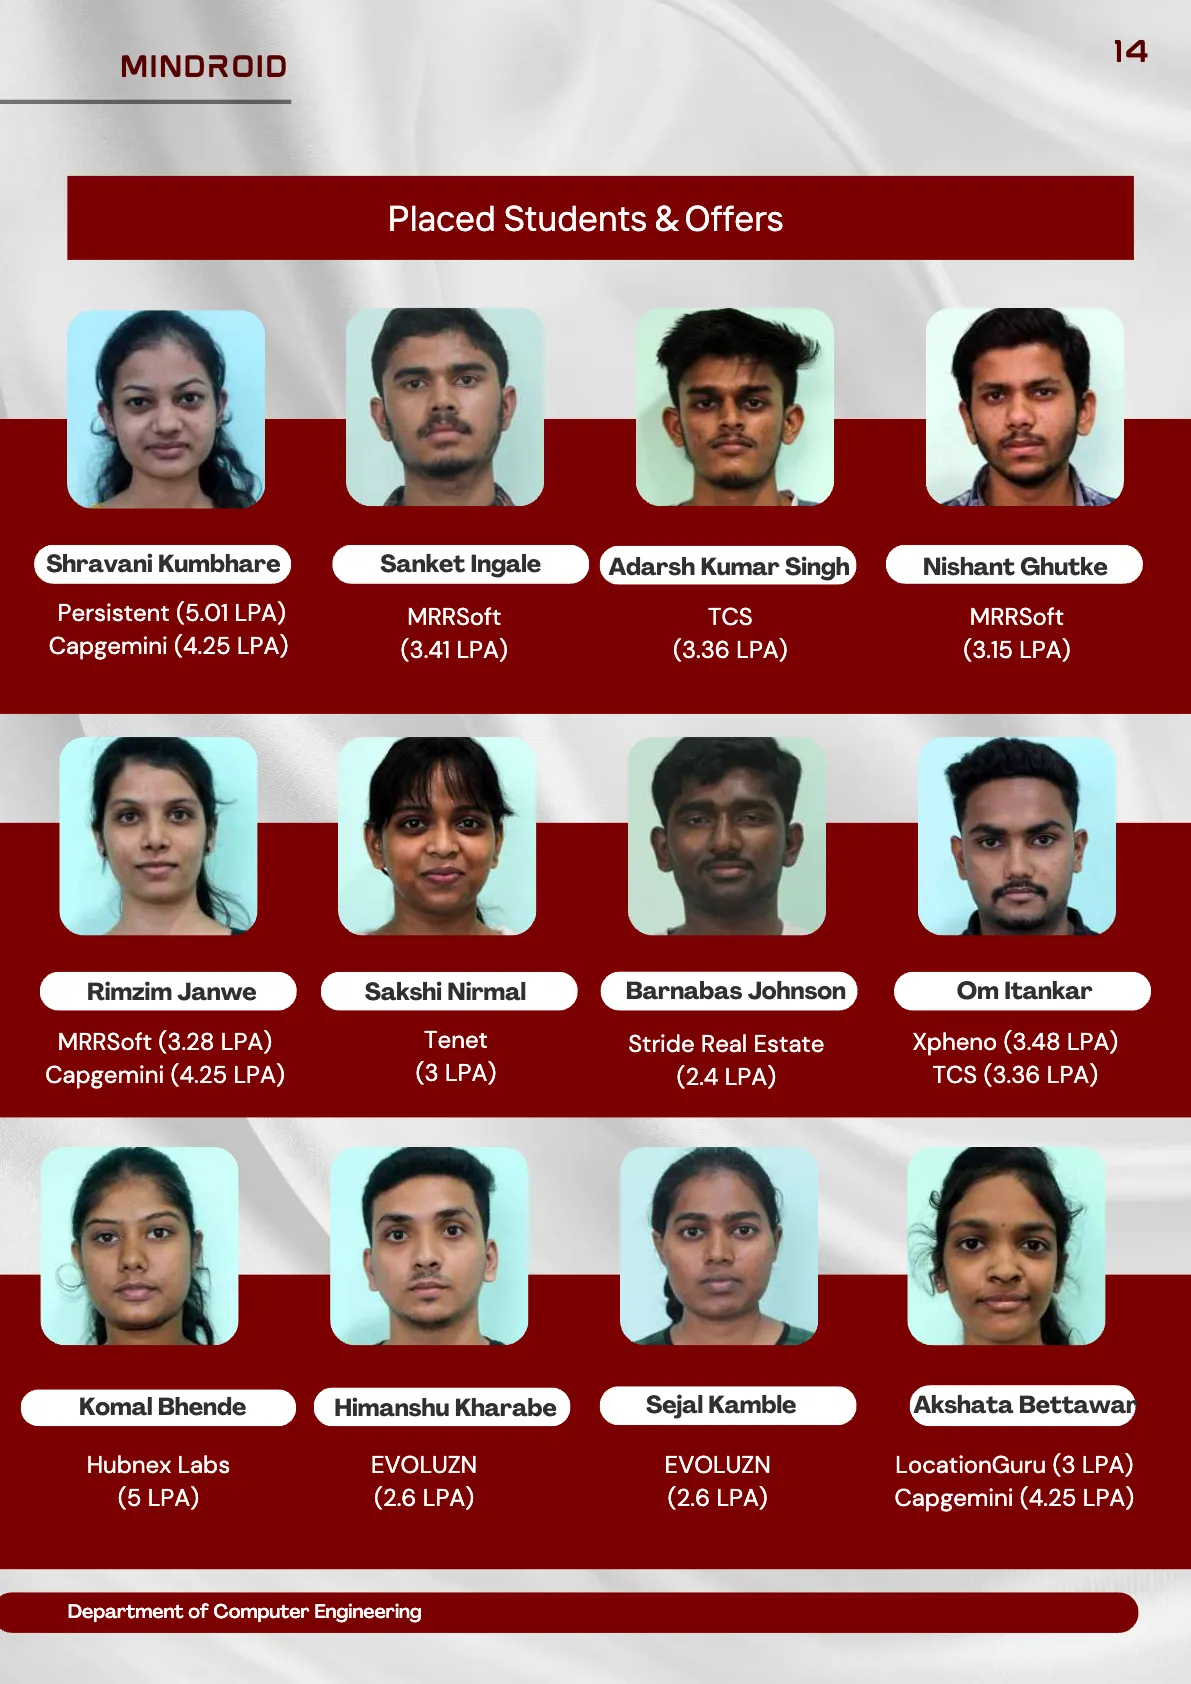 MINDROID
14
Placed Students & Offers
Shravani Kumbhare
Persistent (5.01 LPA)
Capgemini (4.25 LPA)
Sanket Ingale
MRRSoft
(3.41 LPA)
Adarsh Kumar Singh
TCS
(3.36 LPA)
Nishant Ghutke
MRRSoft
(3.15 LPA)
Rimzim Janwe
MRRSoft (3.28 LPA)
Capgemini (4.25 LPA)
Sakshi Nirmal
Tenet
(3 LPA)
Barnabas Johnson
Stride Real Estate
(2.4 LPA)
Om Itankar
Xpheno (3.48 LPA)
TCS (3.36 LPA)
Komal Bhende
Hubnex Labs
(5 LPA)
Himanshu Kharabe
EVOLUZN
(2.6 LPA)
Sejal Kamble
EVOLUZN
(2.6 LPA)
Akshata Bettawar
LocationGuru (3 LPA)
Capgemini (4.25 LPA)
Department of Computer Engineering